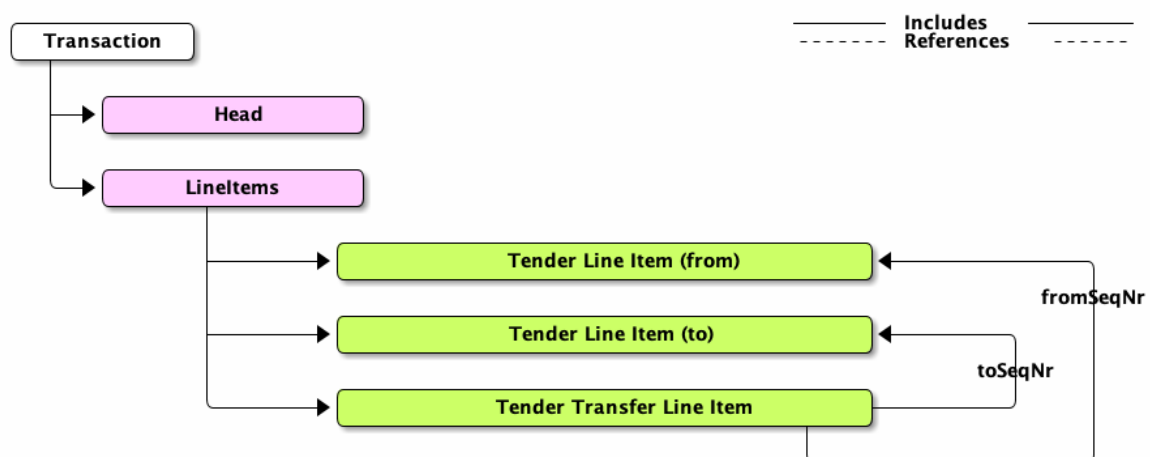 Transaction
Includes
References
Head
LineItems
Tender Line Item (from)
fromSeqNr
Tender Line Item (to)
toSeqNr
Tender Transfer Line Item